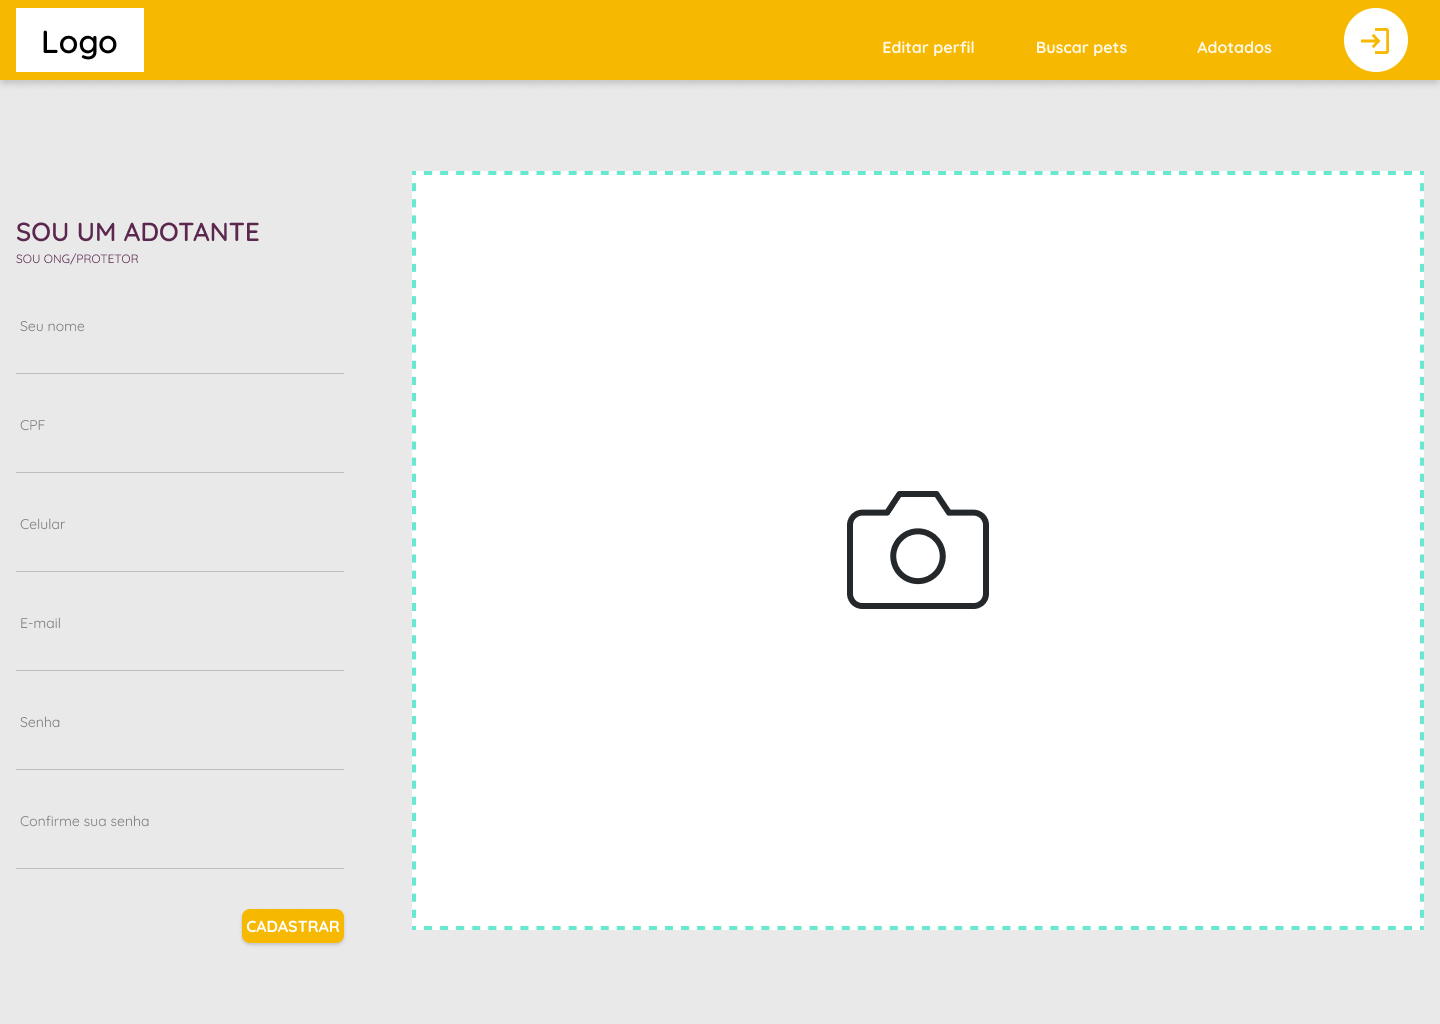 Logo
Editar perfil
Buscar pets
Adotados
SOU UM ADOTANTE
SOU ONG/PROTETOR
Seu nome
CPF
Celular
E-mail
Senha
Confirme sua senha
CADASTRAR